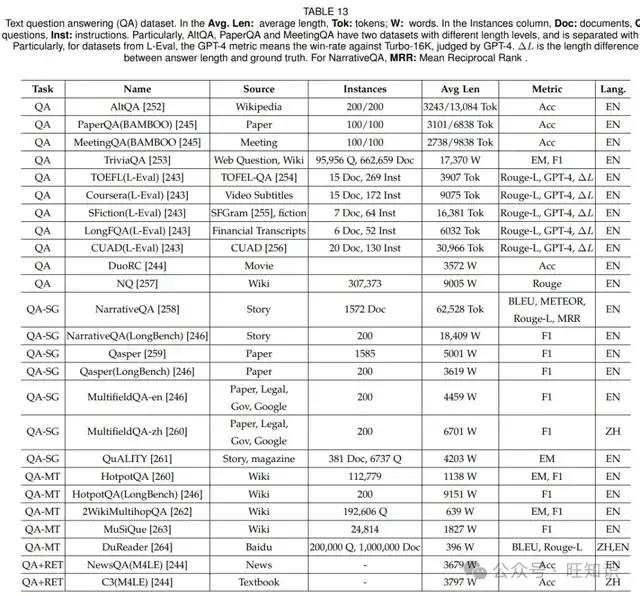 TABLE 13
Text question answering (QA) dataset. In the Avg. Len: average length, Tok: tokens; W: words. In the Instances column, Doc: documents, Q
questions, Inst: instructions. Particularly, AltQA, PaperQA and MeetingQA have two datasets with different length levels, and is separated with
Particularly, for datasets from L-Eval, the GPT-4 metric means the win-rate against Turbo-16K, judged by GPT-4. ΔL is the length difference
between answer length and ground truth. For NarrativeQA, MRR: Mean Reciprocal Rank .
Task Name Source Instances Avg Len Metric Lang.
QA AltQA [252] Wikipedia 200/200 3243/13,084 Tok Acc EN
QA PaperQA(BAMBOO) [245] Paper 100/100 3101/6838 Tok Acc EN
QA MeetingQA(BAMBOO) [245] Meeting 100/100 2738/9838 Tok Acc EN
QA TriviaQA [253] Web Question, Wiki 95,956 Q, 662,659 Doc 17,370 W EM, F1 EN
QA TOEFL(L-Eval) [243] TOFEL-QA [254] 15 Doc, 269 Inst 3907 Tok Rouge-L, GPT-4, ΔL EN
QA Coursera(L-Eval) [243] Video Subtitles 15 Doc, 172 Inst 9075 Tok Rouge-L, GPT-4, ΔL EN
QA SFiction(L-Eval) [243] SFGram [255], fiction 7 Doc, 64 Inst 16,381 Tok Rouge-L, GPT-4, ΔL EN
QA LongFQA(L-Eval) [243] Financial Transcripts 6 Doc, 52 Inst 6032 Tok Rouge-L, GPT-4, ΔL EN
QA CUAD(L-Eval) [243] CUAD [256] 20 Doc, 130 Inst 30,966 Tok Rouge-L, GPT-4, ΔL EN
QA DuoRC [244] Movie 3572 W Acc EN
QA NQ [257] Wiki 307,373 9005 W Rouge EN
QA-SG NarrativeQA [258] Story 1572 Doc 62,528 Tok BLEU, METEOR, Rouge-L, MRR EN
QA-SG NarrativeQA(LongBench) [246] Story 200 18,409 W F1 EN
QA-SG Qasper [259] Paper 1585 5001 W F1 EN
QA-SG Qasper(LongBench) [246] Paper 200 3619 W F1 EN
QA-SG MultifieldQA-en [246] Paper, Legal, Gov, Google 200 4459 W F1 EN
QA-SG MultifieldQA-zh [260] Paper, Legal, Gov, Google 200 6701 W F1 ZH
QA-SG QuALITY [261] Story, magazine 381 Doc, 6737 Q 4203 W EM EN
QA-MT HotpotQA [260] Wiki 112,779 1138 W EM, F1 EN
QA-MT HotpotQA(LongBench) [246] Wiki 200 9151 W F1 EN
QA-MT 2WikiMultihopQA [262] Wiki 192,606 Q 639 W EM, F1 EN
QA-MT MuSiQue [263] Wiki 24,814 1827 W F1 EN
QA-MT DuReader [264] Baidu 200,000 Q, 1,000,000 Doc 396 W BLEU, Rouge-L ZH,EN
QA+RET NewsQA(M4LE) [244] News - 3679 W Acc EN
QA+RET C3(M4LE) [244] Textbook - 3797 W Acc ZH
公众号 · 旺知识